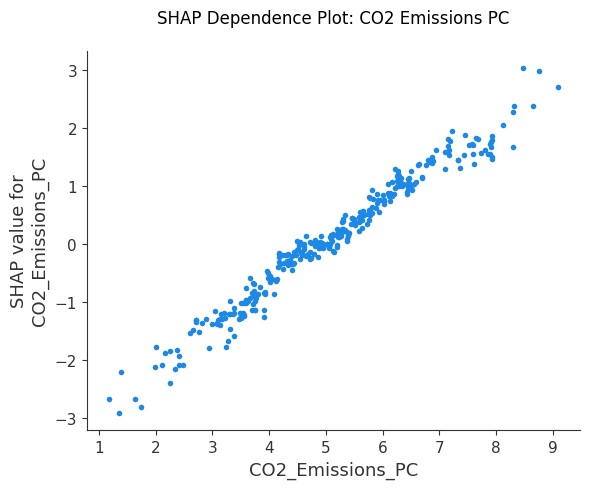 SHAP Dependence Plot: CO2 Emissions PC
3
2
1
0
−1
−2
−3
SHAP value for
CO2_Emissions_PC
1 2 3 4 5 6 7 8 9
CO2_Emissions_PC